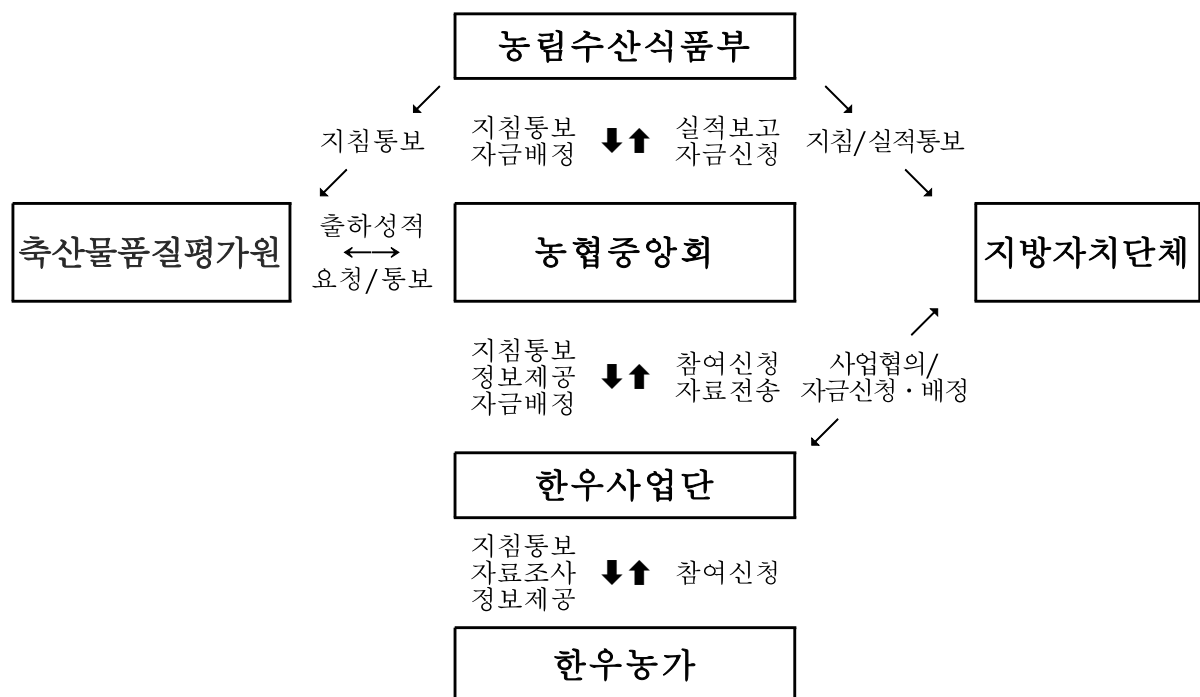 농림수산식품부
지침통보
지침통보
자금배정
실적보고
자금신청
지침/실적통보
축산물품질평가원
출하성적
요청/통보
농협중앙회
지방자치단체
지침통보
정보제공
자금배정
참여신청
자료전송
사업협의/
자금신청·배정
한우사업단
지침통보
자료조사
정보제공
참여신청
한우농가